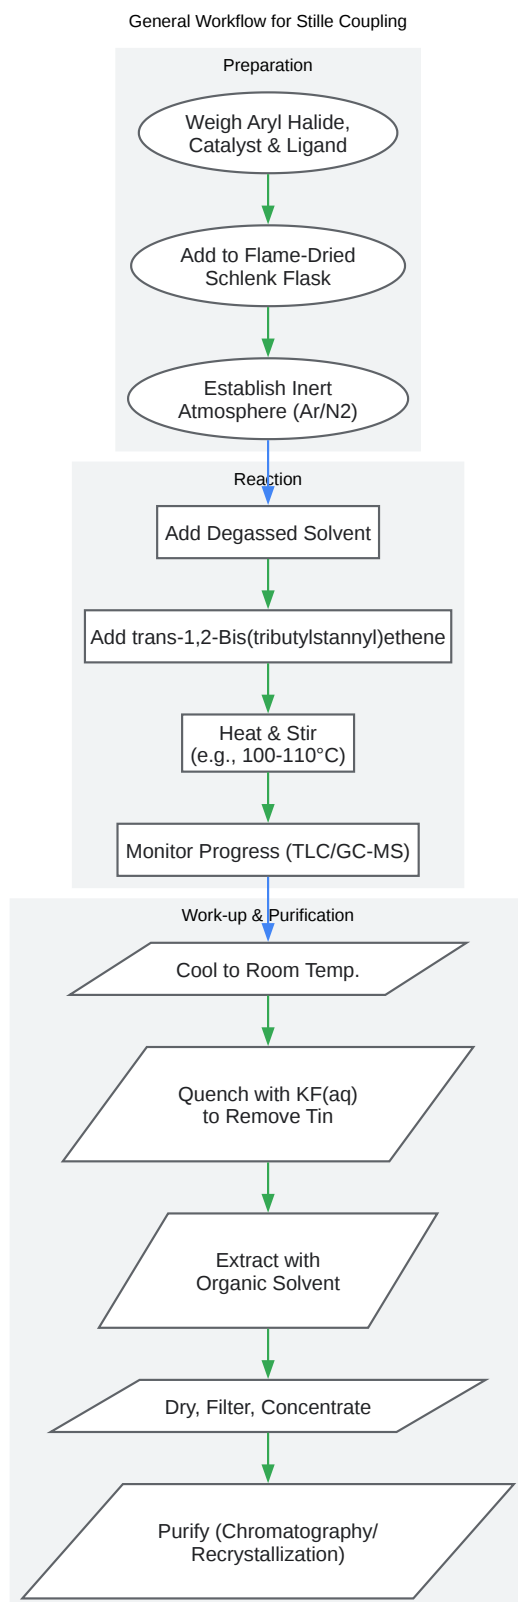 General Workflow for Stille Coupling
Preparation
Weigh Aryl Halide,
Catalyst & Ligand
Add to Flame-Dried
Schlenk Flask
Establish Inert
Atmosphere (Ar/N2)
Reaction
Add Degassed Solvent
Add trans-1,2-Bis(tributylstannyl)ethene
Heat & Stir
(e.g., 100-110°C)
Monitor Progress (TLC/GC-MS)
Work-up & Purification
Cool to Room Temp.
Quench with KF(aq)
to Remove Tin
Extract with
Organic Solvent
Dry, Filter, Concentrate
Purify (Chromatography/
Recrystallization)